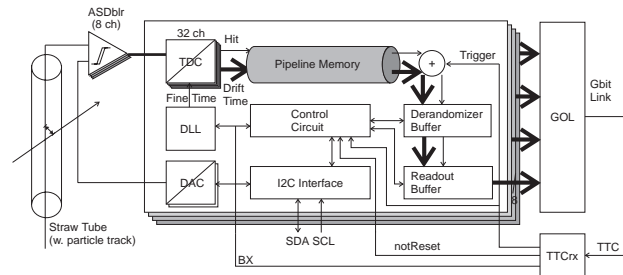 ASDblr
(8 ch)
32 ch
Hit
TDC
Pipeline Memory
+
Trigger
Drift
Time
Fine Time
DLL
Control
Circuit
Derandomizer
Buffer
DAC
I2C Interface
Readout
Buffer
8
GOL
Gbit
Link
Straw Tube
(w. particle track)
SDA SCL
notReset
BX
TTCrx
TTC